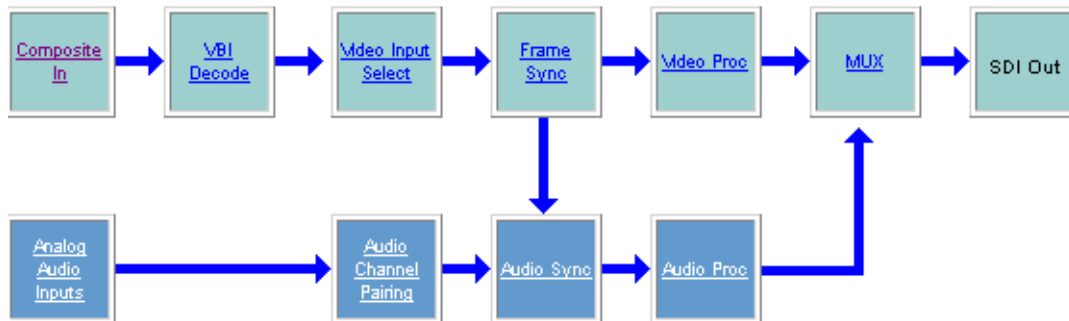 Composite
In
VBI
Decode
Video Input
Select
Frame
Sync
Video Proc
MUX
SDI Out
Analog
Audio
Inputs
Audio
Channel
Pairing
Audio Sync
Audio Proc